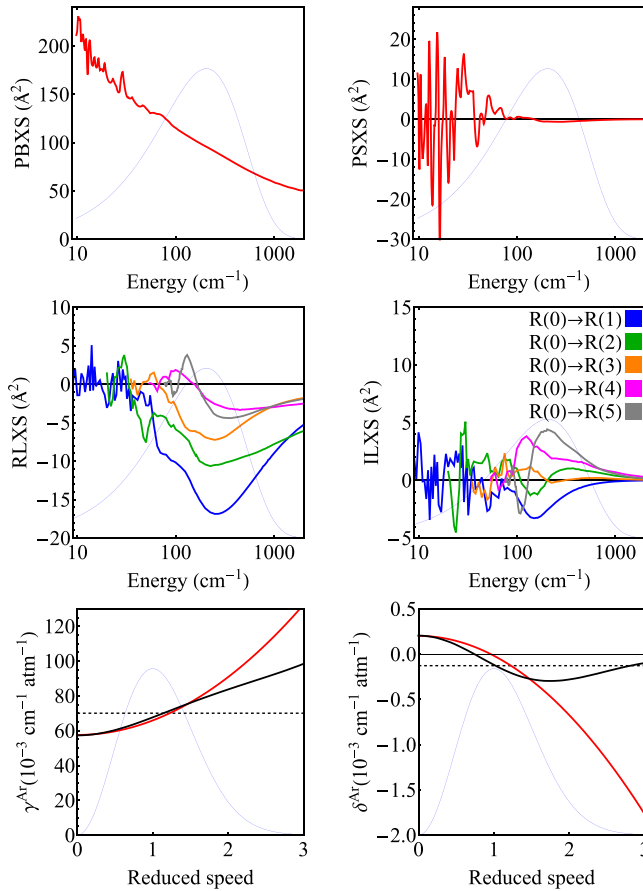 PBXS (Å²)
200
150
100
50
0
10 100 1000
Energy (cm⁻¹)
PSXS (Å²)
20
10
0
−10
−20
−30
10 100 1000
Energy (cm⁻¹)
RLXS (Å²)
10
5
0
−5
−10
−15
−20
10 100 1000
Energy (cm⁻¹)
ILXS (Å²)
15
10
5
0
−5
10 100 1000
Energy (cm⁻¹)
R(0)→R(1)
R(0)→R(2)
R(0)→R(3)
R(0)→R(4)
R(0)→R(5)
γᴬʳ(10⁻³ cm⁻¹ atm⁻¹)
120
100
80
60
40
20
0
0 1 2 3
Reduced speed
δᴬʳ(10⁻³ cm⁻¹ atm⁻¹)
0.5
0.0
−0.5
−1.0
−1.5
−2.0
0 1 2 3
Reduced speed